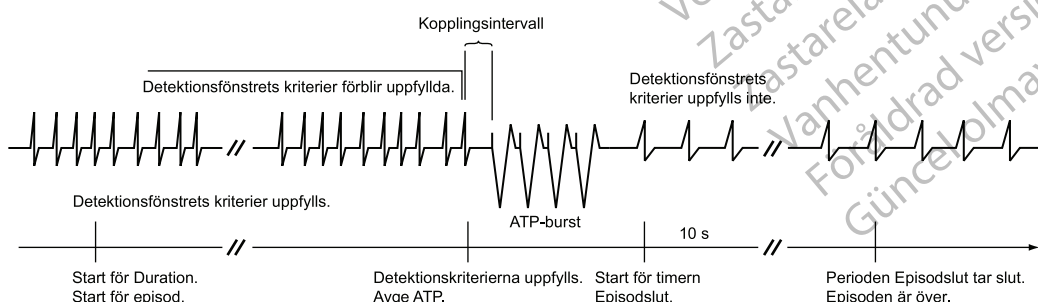 Kopplingsintervall
Detektionsfönstrets kriterier förblir uppfyllda.
Detektionsfönstrets
kriterier uppfylls inte.
Detektionsfönstrets kriterier uppfylls.
ATP-burst
10 s
Start för Duration.
Start för episod.
Detektionskriterierna uppfylls.
Avge ATP.
Start för timern
Episodslut.
Perioden Episodslut tar slut.
Episoden är över.